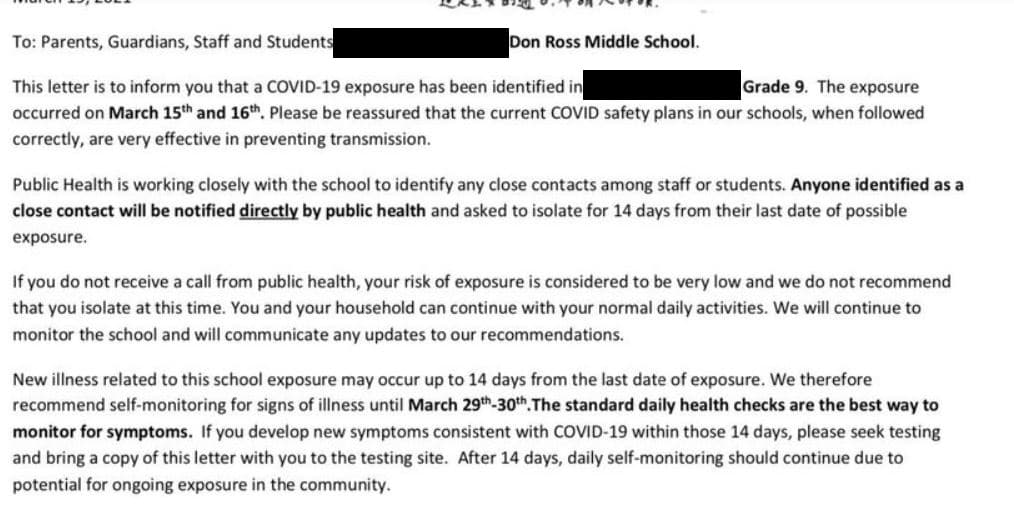 To: Parents, Guardians, Staff and Students Don Ross Middle School.
This letter is to inform you that a COVID-19 exposure has been identified in Grade 9. The exposure
occurred on March 15th and 16th. Please be reassured that the current COVID safety plans in our schools, when followed
correctly, are very effective in preventing transmission.
Public Health is working closely with the school to identify any close contacts among staff or students. Anyone identified as a
close contact will be notified directly by public health and asked to isolate for 14 days from their last date of possible
exposure.
If you do not receive a call from public health, your risk of exposure is considered to be very low and we do not recommend
that you isolate at this time. You and your household can continue with your normal daily activities. We will continue to
monitor the school and will communicate any updates to our recommendations.
New illness related to this school exposure may occur up to 14 days from the last date of exposure. We therefore
recommend self-monitoring for signs of illness until March 29th-30th.The standard daily health checks are the best way to
monitor for symptoms. If you develop new symptoms consistent with COVID-19 within those 14 days, please seek testing
and bring a copy of this letter with you to the testing site. After 14 days, daily self-monitoring should continue due to
potential for ongoing exposure in the community.